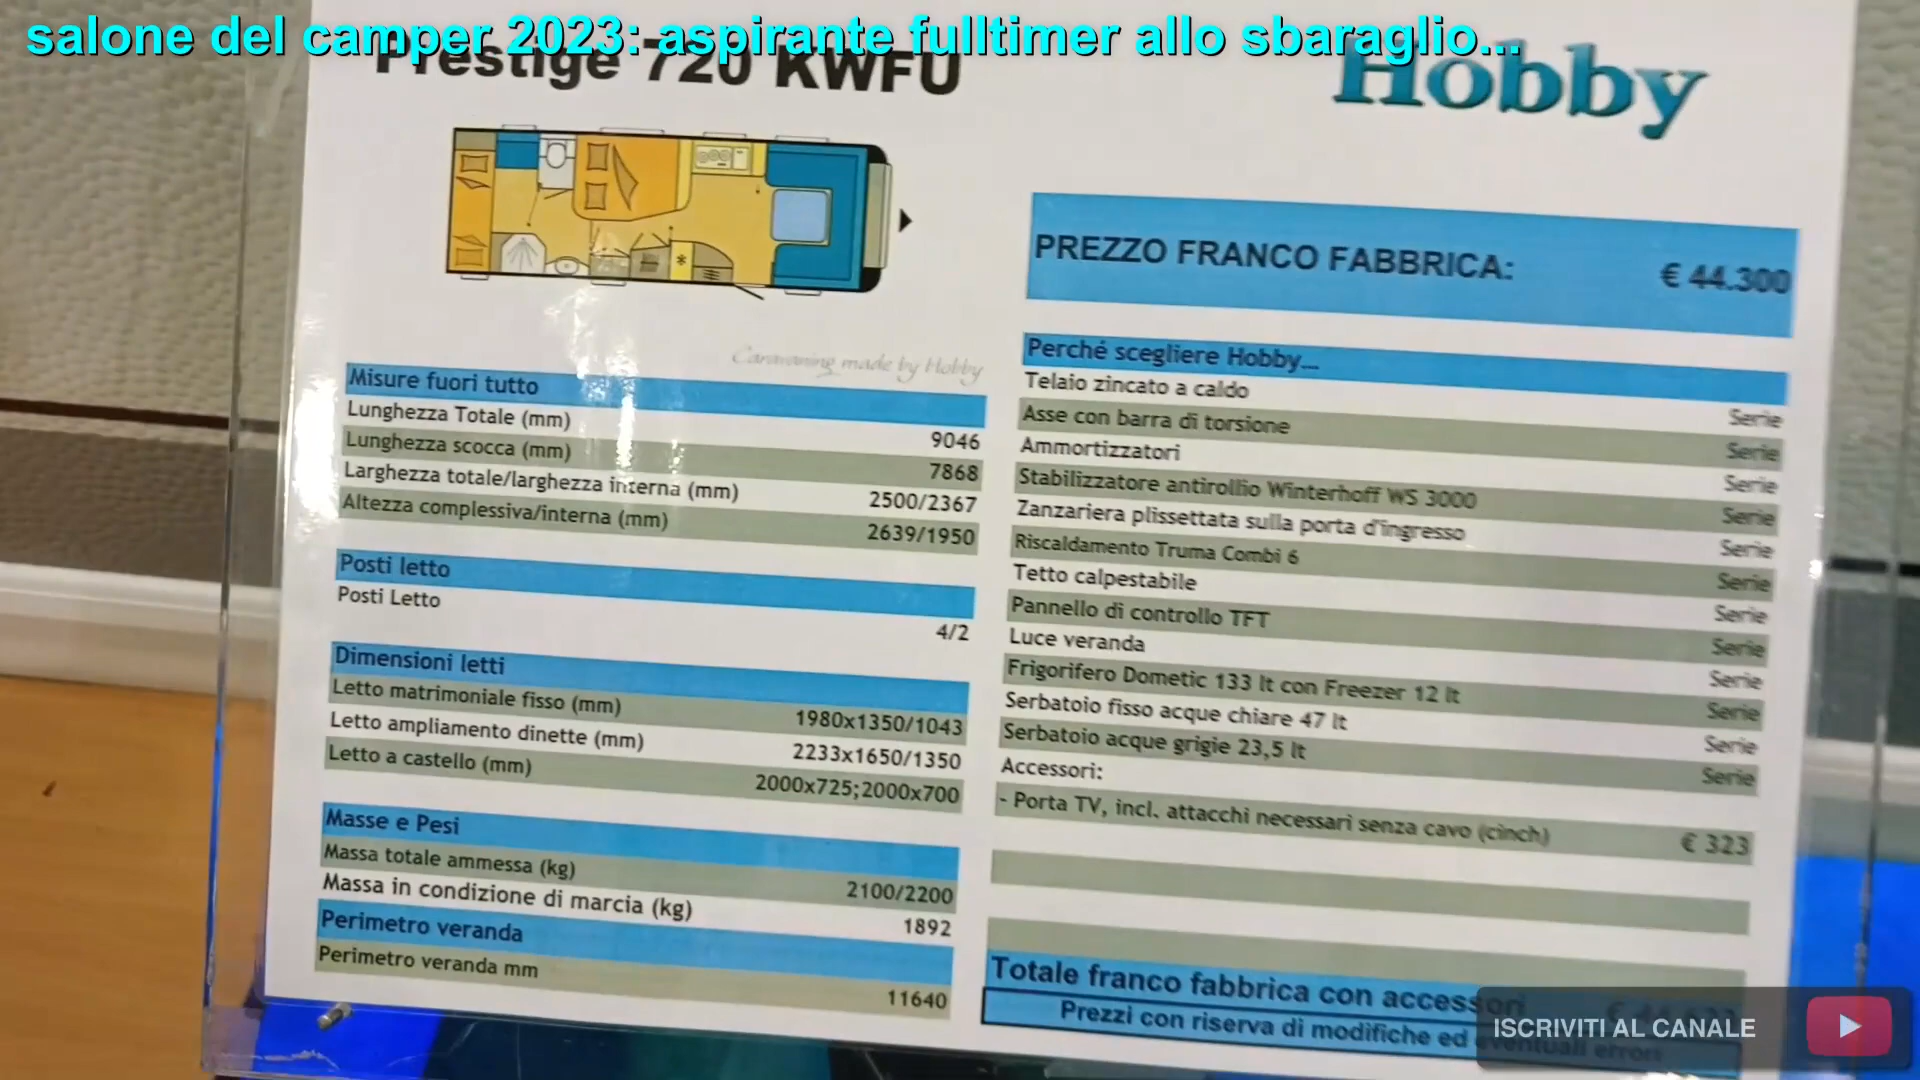 salone del camper 2023: aspirante fulltimer allo sbaraglio...
Prestige 720 KWFU
Hobby
PREZZO FRANCO FABBRICA: € 44.300
Caravaning made by Hobby
Misure fuori tutto
Lunghezza Totale (mm) 9046
Lunghezza scocca (mm) 7868
Larghezza totale/larghezza interna (mm) 2500/2367
Altezza complessiva/interna (mm) 2639/1950
Posti letto
Posti Letto 4/2
Dimensioni letti
Letto matrimoniale fisso (mm) 1980x1350/1043
Letto ampliamento dinette (mm) 2233x1650/1350
Letto a castello (mm) 2000x725;2000x700
Masse e Pesi
Massa totale ammessa (kg) 2100/2200
Massa in condizione di marcia (kg) 1892
Perimetro veranda
Perimetro veranda mm 11640
Perché scegliere Hobby...
Telaio zincato a caldo Serie
Asse con barra di torsione Serie
Ammortizzatori Serie
Stabilizzatore antirollio Winterhoff WS 3000 Serie
Zanzariera plissettata sulla porta d'ingresso Serie
Riscaldamento Truma Combi 6 Serie
Tetto calpestabile Serie
Pannello di controllo TFT Serie
Luce veranda Serie
Frigorifero Dometic 133 lt con Freezer 12 lt Serie
Serbatoio fisso acque chiare 47 lt Serie
Serbatoio acque grigie 23,5 lt Serie
Accessori:
- Porta TV, incl. attacchi necessari senza cavo (cinch) € 323
Totale franco fabbrica con accessori
Prezzi con riserva di modifiche ed eventuali errori
ISCRIVITI AL CANALE